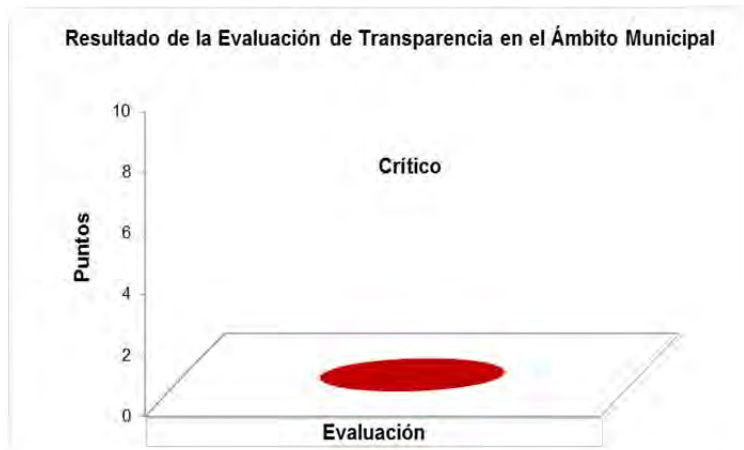 Resultado de la Evaluación de Transparencia en el Ámbito Municipal
10
Crítico
8
6
Puntos
4
2
0
Evaluación